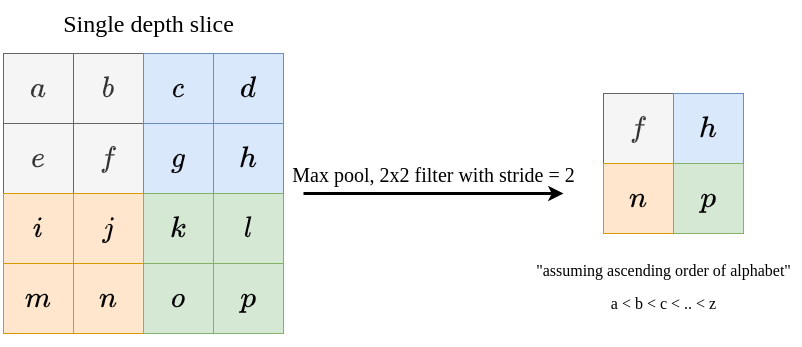 Single depth slice
a b c d
e f g h
i j k l
m n o p
Max pool, 2x2 filter with stride = 2
f h
n p
"assuming ascending order of alphabet"
a < b < c < .. < z